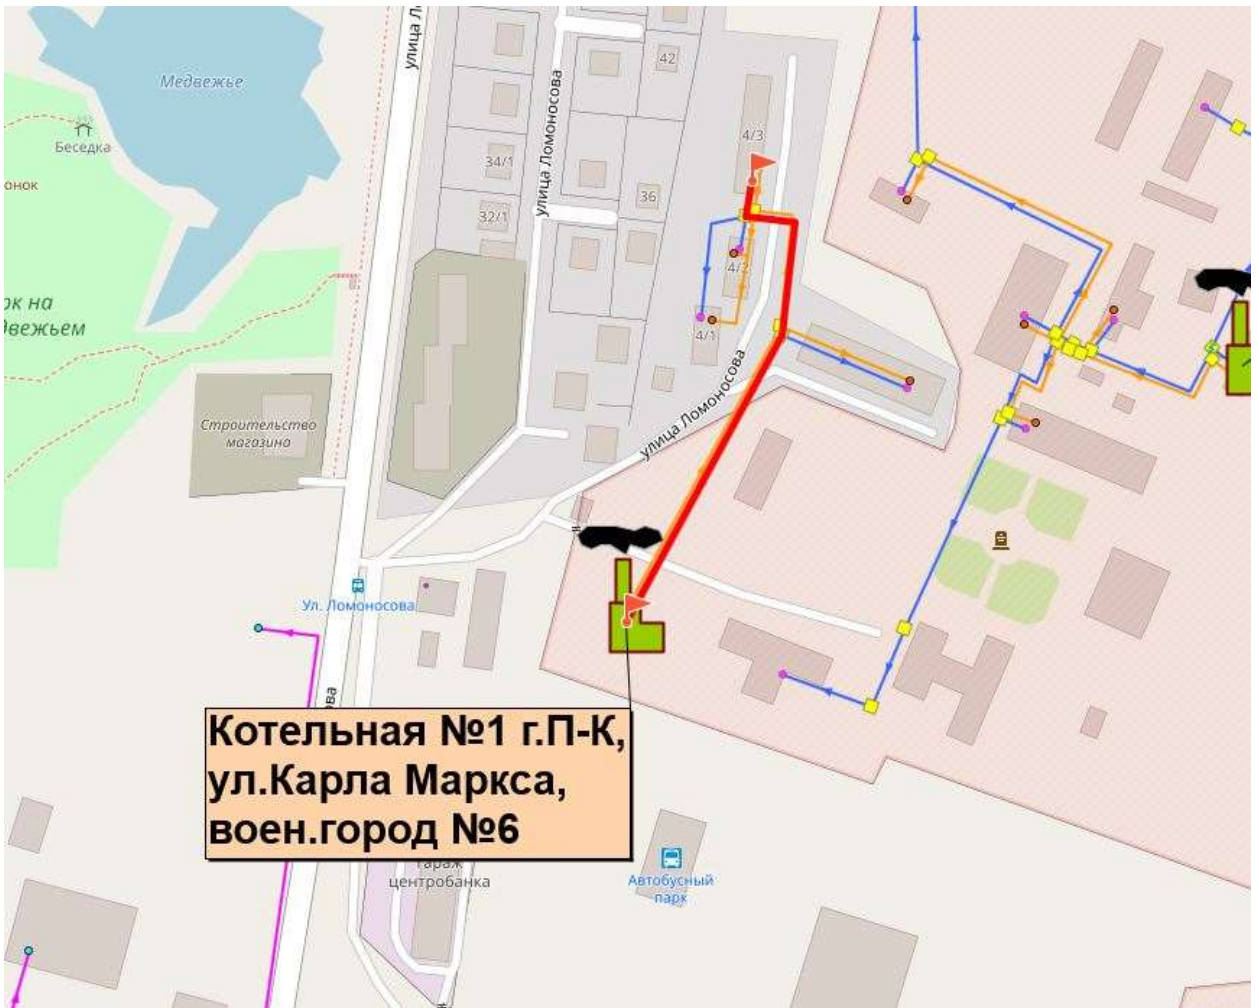 улица Л
Медвежье
42
Беседка
34/1
улица Ломоносова
4/3
онок
32/1
36
4/2
рк на
двежьем
4/1
улица Ломоносова
Строительство
магазина
Ул. Ломоносова
ова
Котельная №1 г.П-К,
ул.Карла Маркса,
воен.город №6
гараж
центробанка
Автобусный
парк